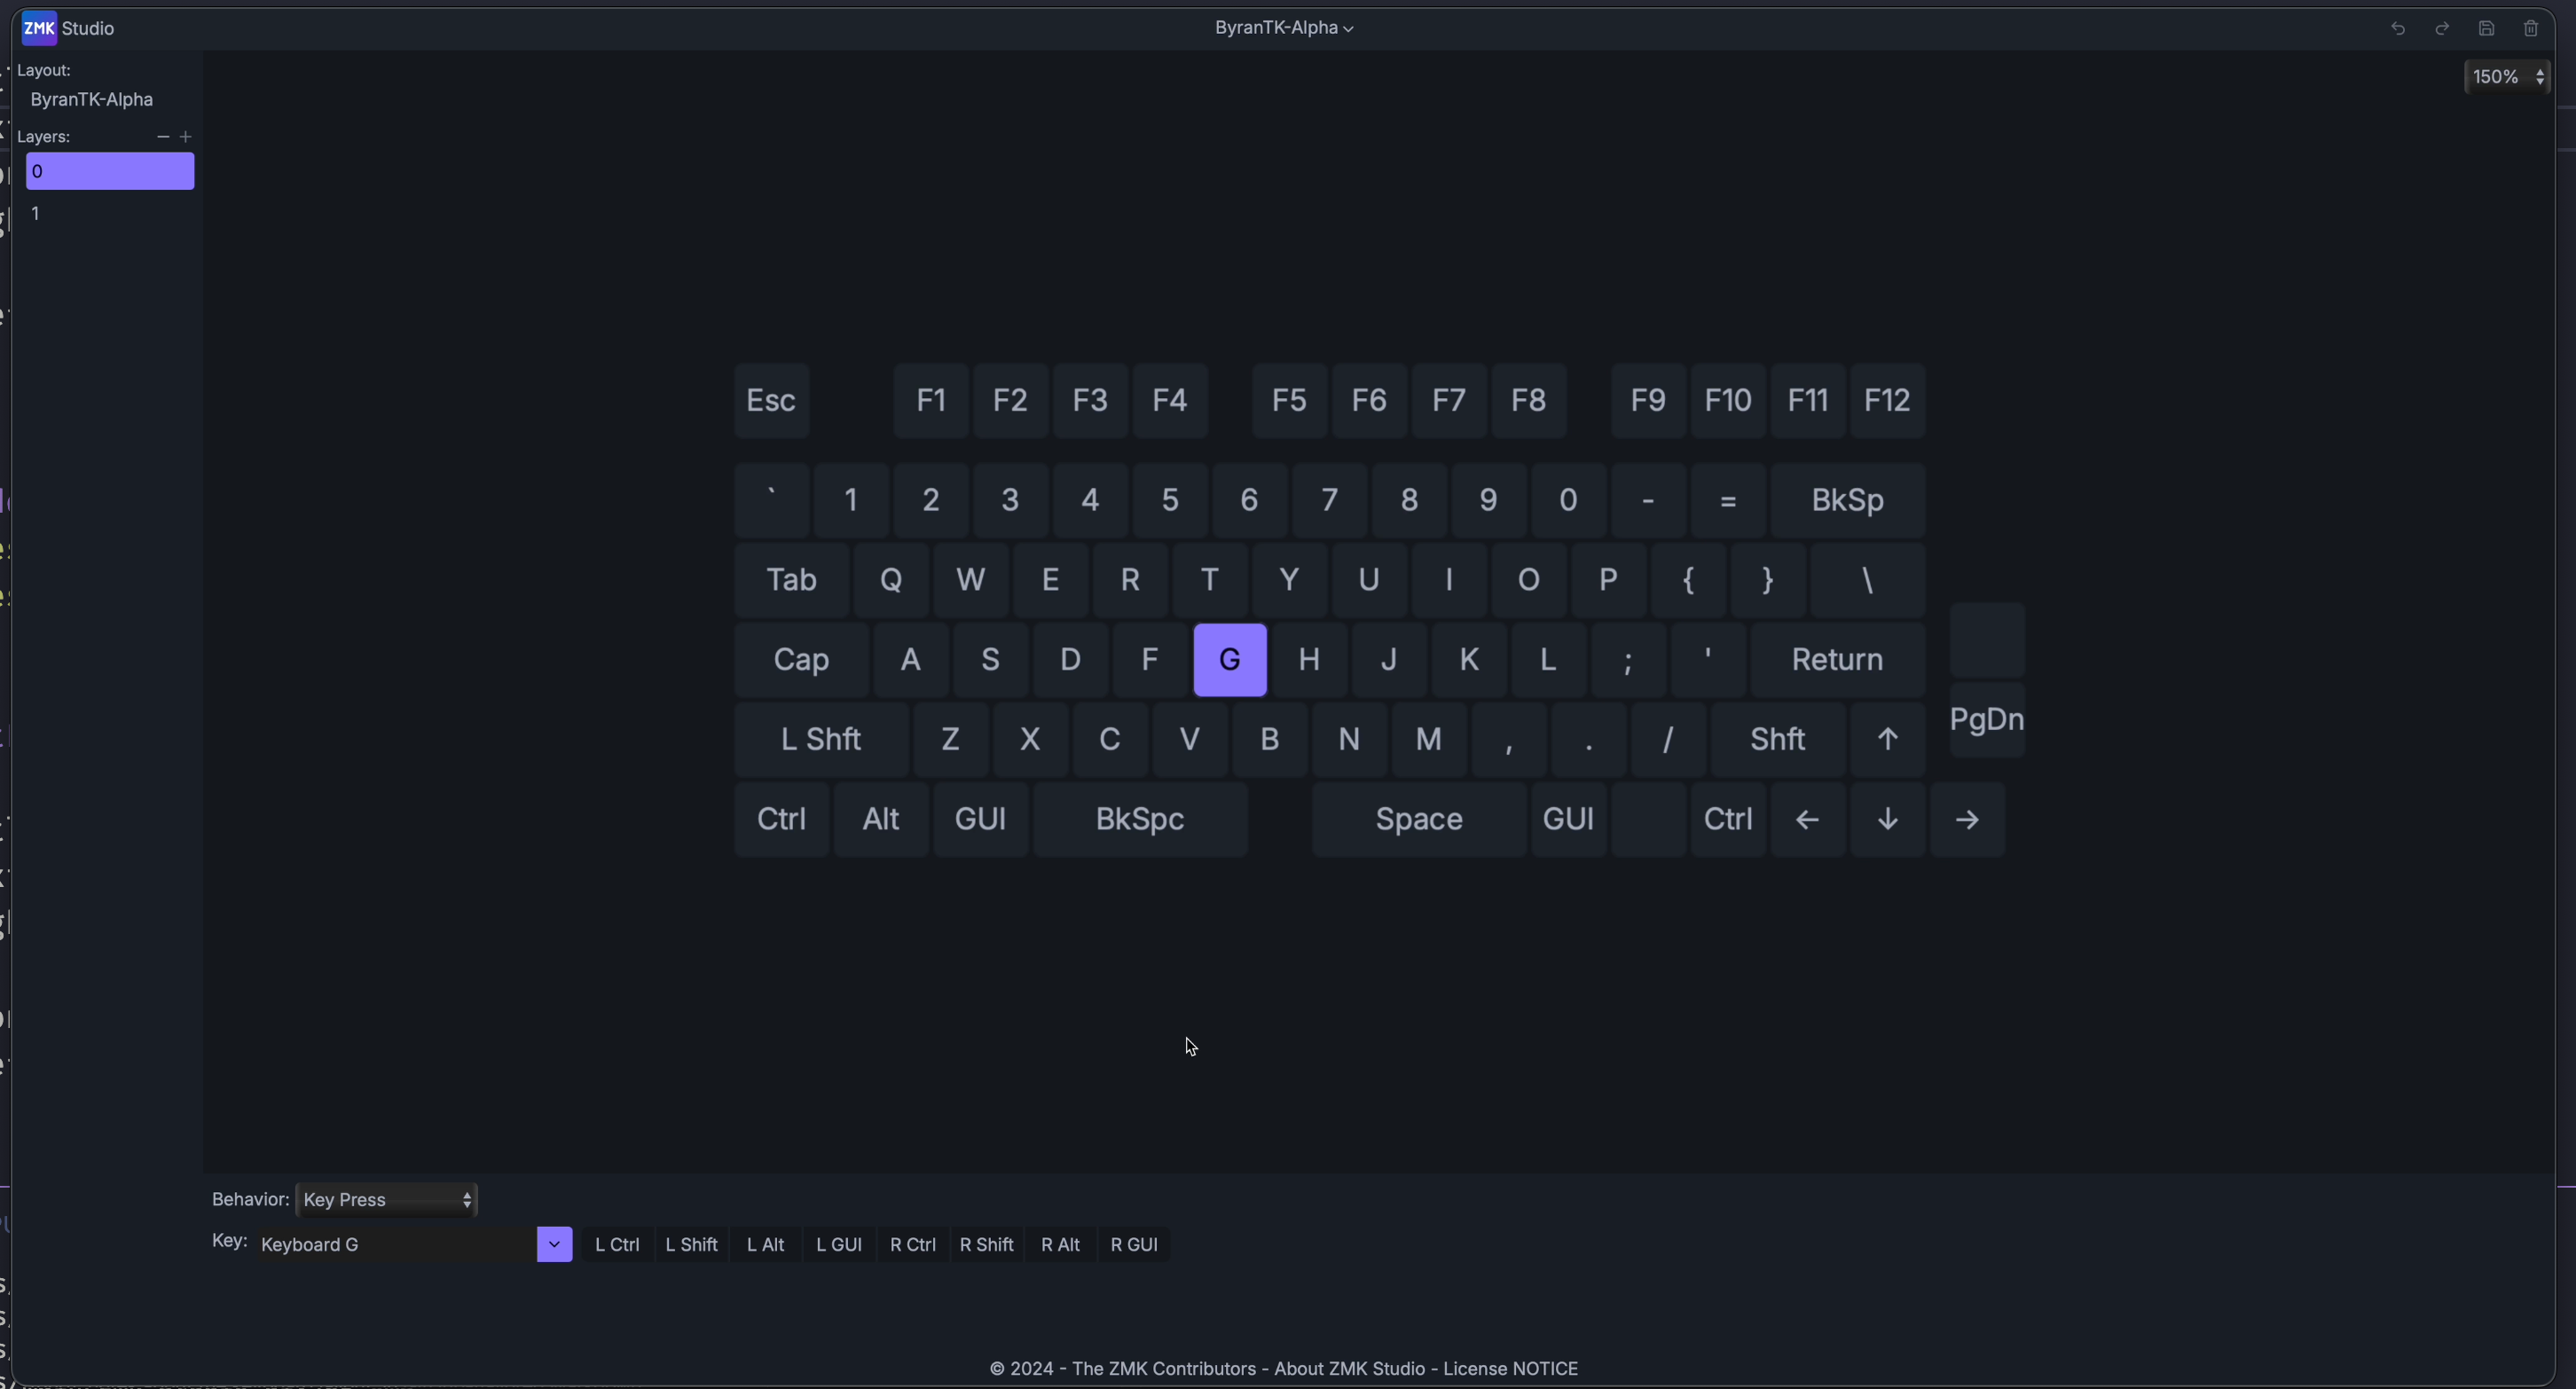 ZMK Studio
ByranTK-Alpha
150%
Layout:
ByranTK-Alpha
Layers:
0
1
Esc F1 F2 F3 F4 F5 F6 F7 F8 F9 F10 F11 F12
` 1 2 3 4 5 6 7 8 9 0 - = BkSp
Tab Q W E R T Y U I O P { } \
Cap A S D F G H J K L ; ' Return
L Shft Z X C V B N M , . / Shft ↑ PgDn
Ctrl Alt GUI BkSpc Space GUI Ctrl ← ↓ →
Behavior: Key Press
Key: Keyboard G L Ctrl L Shift L Alt L GUI R Ctrl R Shift R Alt R GUI
© 2024 - The ZMK Contributors - About ZMK Studio - License NOTICE